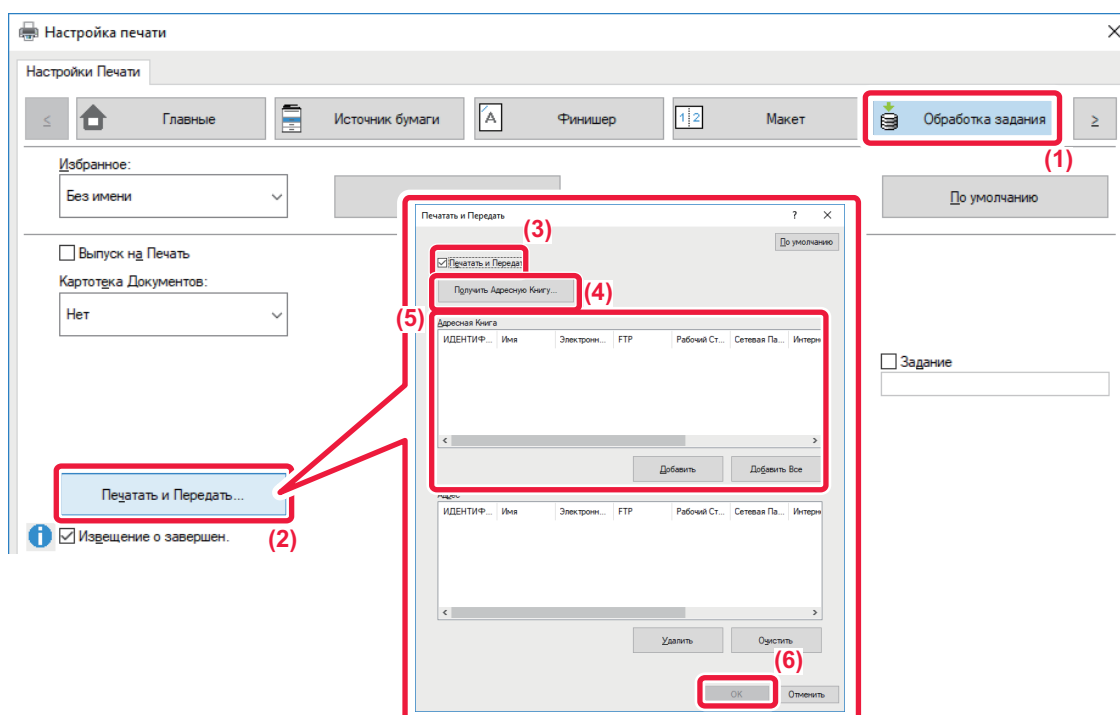 Настройка печати
Настройки Печати
< Главные Источник бумаги Финишер Макет Обработка задания >
(1)
Избранное:
Без имени
По умолчанию
Выпуск на Печать
Картотека Документов:
Нет
Задание
Печатать и Передать...
(2)
Извещение о завершен.
Печатать и Передать ? ×
(3)
По умолчанию
Печатать и Передат
Получить Адресную Книгу...
(4)
(5)
Адресная Книга
ИДЕНТИФ... Имя Электронн... FTP Рабочий Ст... Сетевая Па... Интерн
Добавить Добавить Все
Адрес
ИДЕНТИФ... Имя Электронн... FTP Рабочий Ст... Сетевая Па... Интерн
Удалить Очистить
(6)
OK Отменить